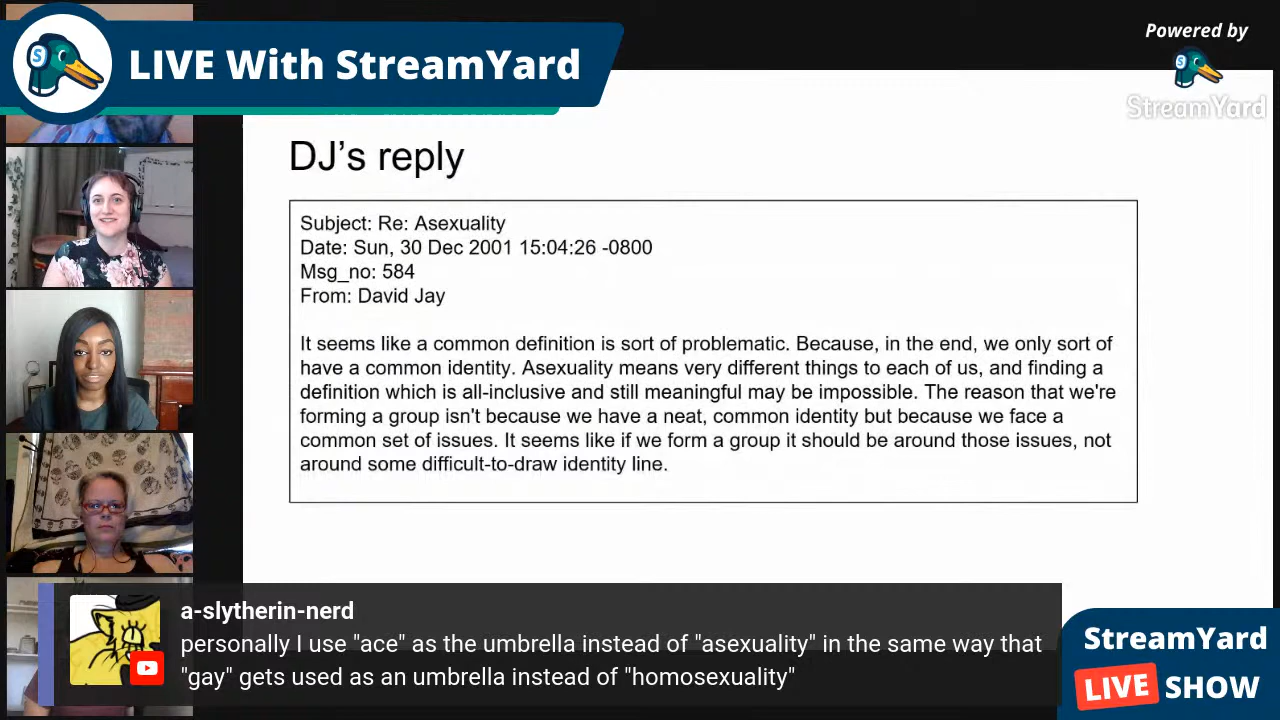 LIVE With StreamYard
Powered by
StreamYard
DJ's reply
Subject: Re: Asexuality
Date: Sun, 30 Dec 2001 15:04:26 -0800
Msg_no: 584
From: David Jay
It seems like a common definition is sort of problematic. Because, in the end, we only sort of
have a common identity. Asexuality means very different things to each of us, and finding a
definition which is all-inclusive and still meaningful may be impossible. The reason that we're
forming a group isn't because we have a neat, common identity but because we face a
common set of issues. It seems like if we form a group it should be around those issues, not
around some difficult-to-draw identity line.
a-slytherin-nerd
personally I use "ace" as the umbrella instead of "asexuality" in the same way that
"gay" gets used as an umbrella instead of "homosexuality"
StreamYard
LIVE SHOW